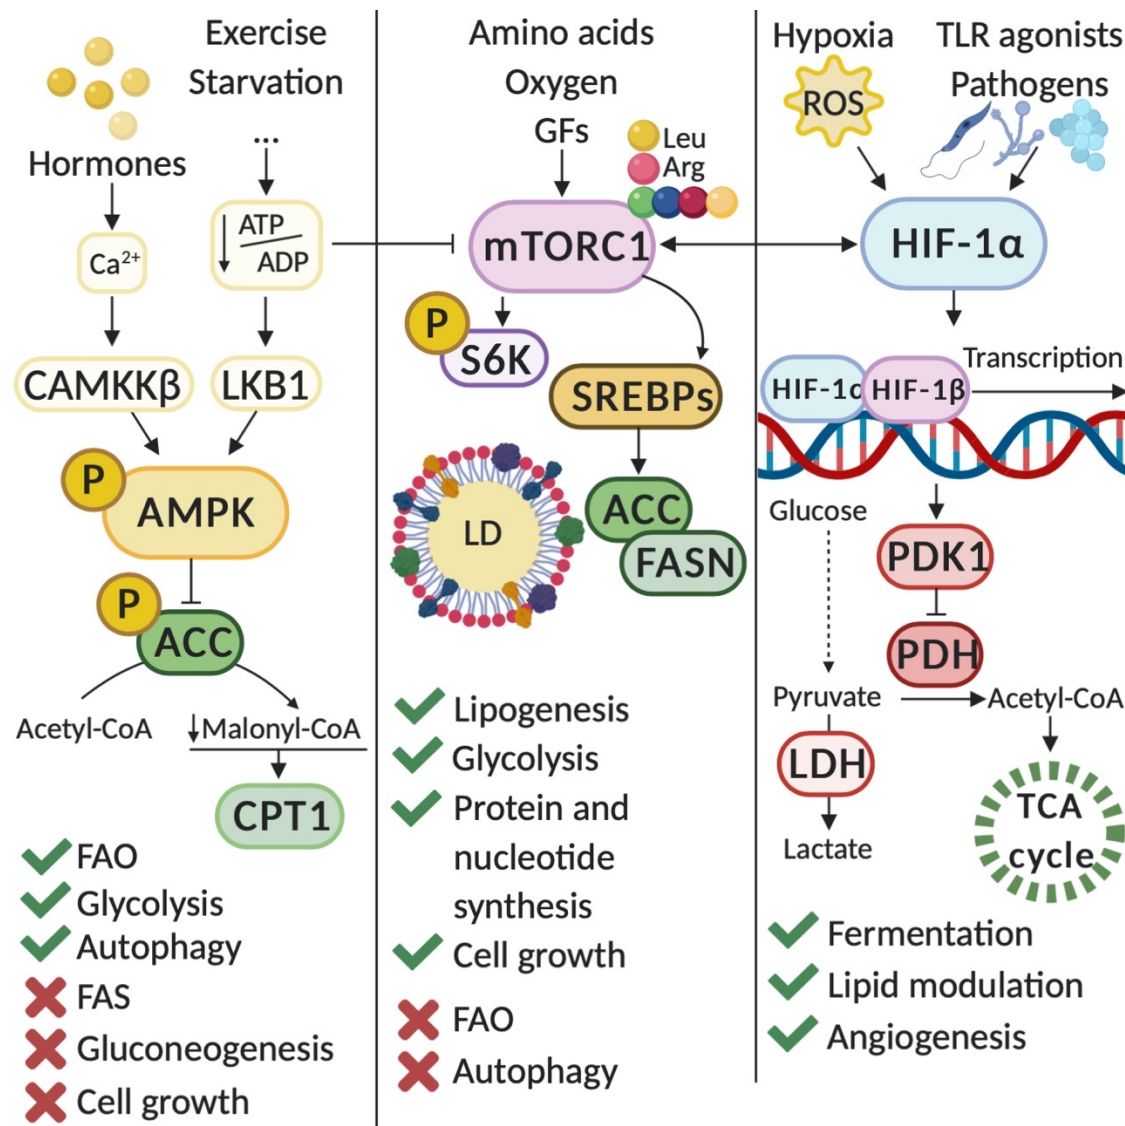 Exercise
Starvation
...
Hormones
Ca²⁺
↓ ATP
ADP
CAMKKβ
LKB1
P
AMPK
P
ACC
Acetyl-CoA
↓Malonyl-CoA
CPT1
FAO
Glycolysis
Autophagy
FAS
Gluconeogenesis
Cell growth
Amino acids
Oxygen
GFs
Leu
Arg
mTORC1
P
S6K
SREBPs
LD
ACC
FASN
Lipogenesis
Glycolysis
Protein and
nucleotide
synthesis
Cell growth
FAO
Autophagy
Hypoxia
TLR agonists
Pathogens
ROS
HIF-1α
Transcription
HIF-1α
HIF-1β
Glucose
PDK1
PDH
Pyruvate
Acetyl-CoA
LDH
Lactate
TCA
cycle
Fermentation
Lipid modulation
Angiogenesis